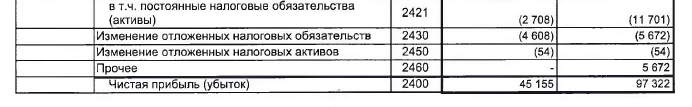 в т.ч. постоянные налоговые обязательства
(активы) 2421 (2 708) (11 701)
Изменение отложенных налоговых обязательств 2430 (4 608) (5 672)
Изменение отложенных налоговых активов 2450 (54) (54)
Прочее 2460 - 5 672
Чистая прибыль (убыток) 2400 45 155 97 322